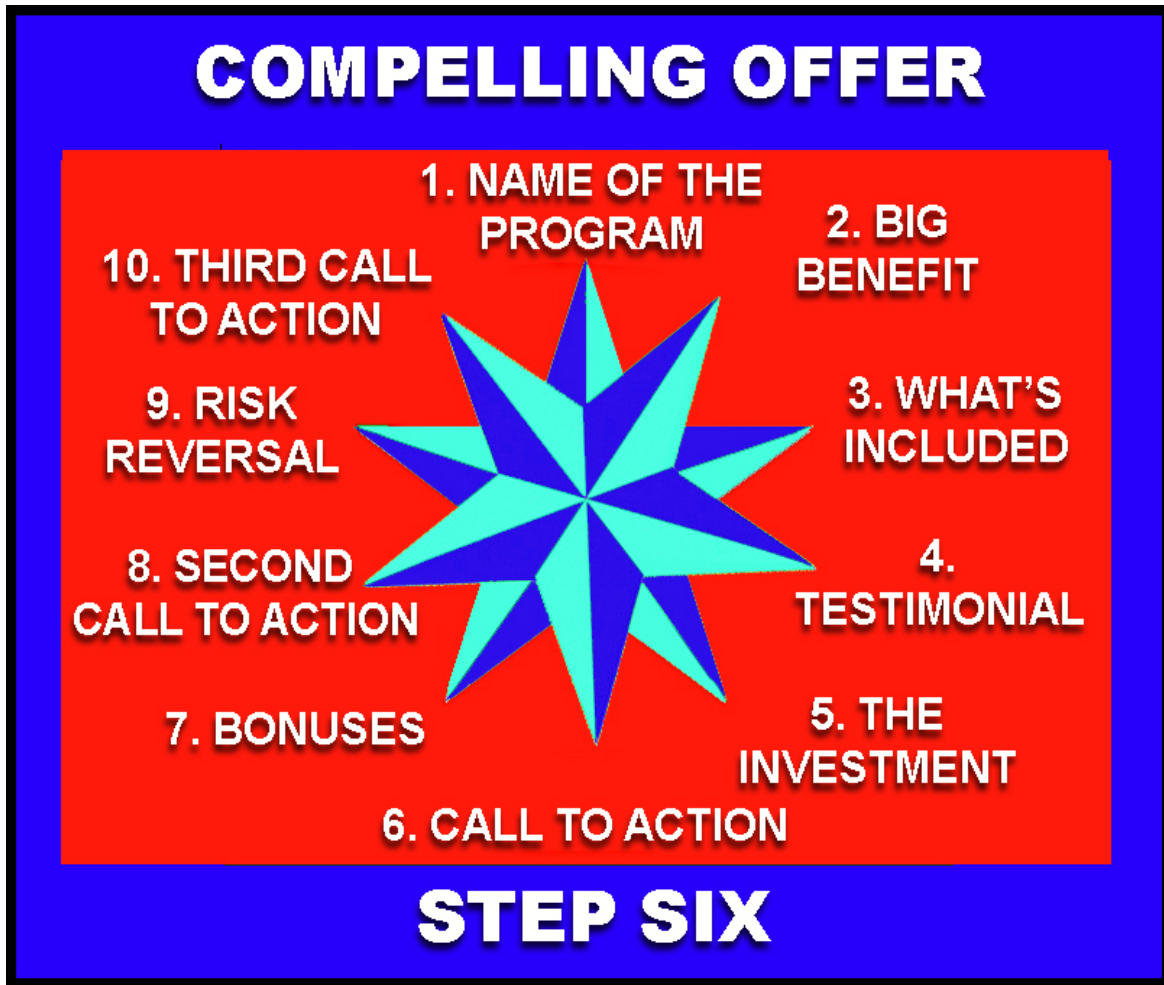 COMPELLING OFFER
1. NAME OF THE
PROGRAM
2. BIG
BENEFIT
3. WHAT'S
INCLUDED
4.
TESTIMONIAL
5. THE
INVESTMENT
6. CALL TO ACTION
7. BONUSES
8. SECOND
CALL TO ACTION
9. RISK
REVERSAL
10. THIRD CALL
TO ACTION
STEP SIX